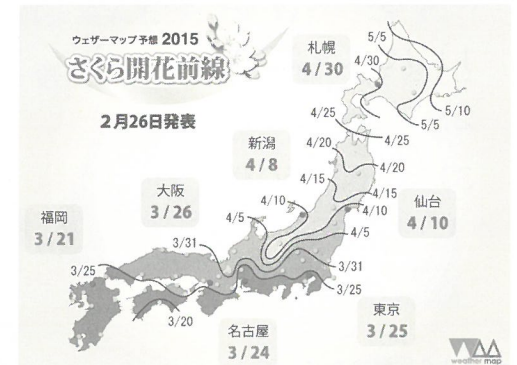 ウェザーマップ予想 2015
さくら開花前線
2月26日発表
札幌
4/30
新潟
4/8
大阪
3/26
福岡
3/21
仙台
4/10
東京
3/25
名古屋
3/24
5/5
4/30
5/10
5/5
4/25
4/25
4/20
4/20
4/15
4/15
4/10
4/10
4/5
4/5
3/31
3/31
3/25
3/25
3/20
weather map